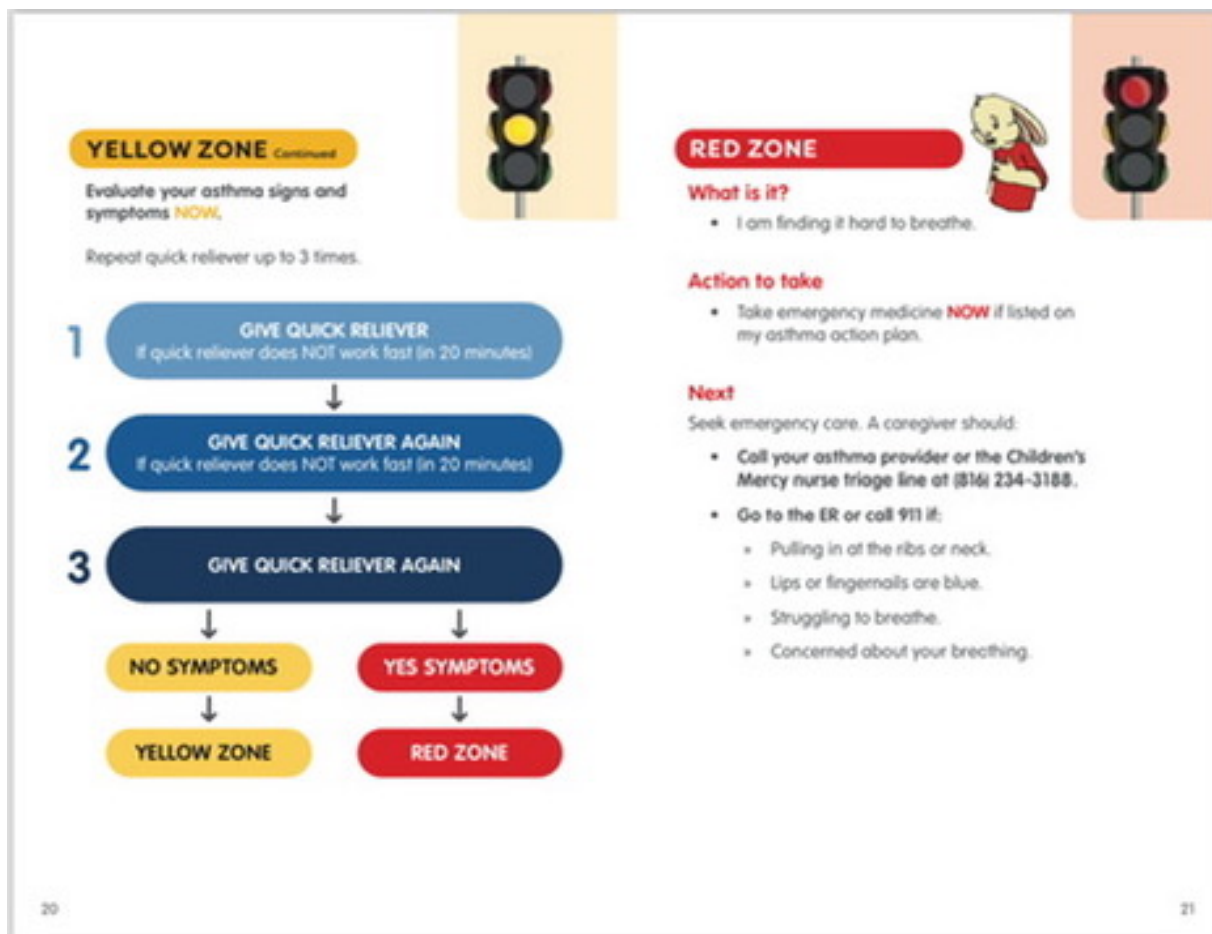 YELLOW ZONE Continued
Evaluate your asthma signs and
symptoms NOW.
Repeat quick reliever up to 3 times.
1
GIVE QUICK RELIEVER
If quick reliever does NOT work fast (in 20 minutes)
2
GIVE QUICK RELIEVER AGAIN
If quick reliever does NOT work fast (in 20 minutes)
3
GIVE QUICK RELIEVER AGAIN
NO SYMPTOMS
YES SYMPTOMS
YELLOW ZONE
RED ZONE
20
RED ZONE
What is it?
• I am finding it hard to breathe.
Action to take
• Take emergency medicine NOW if listed on
my asthma action plan.
Next
Seek emergency care. A caregiver should:
• Call your asthma provider or the Children's
Mercy nurse triage line at (816) 234-3188.
• Go to the ER or call 911 if:
» Pulling in at the ribs or neck.
» Lips or fingernails are blue.
» Struggling to breathe.
» Concerned about your breathing.
21